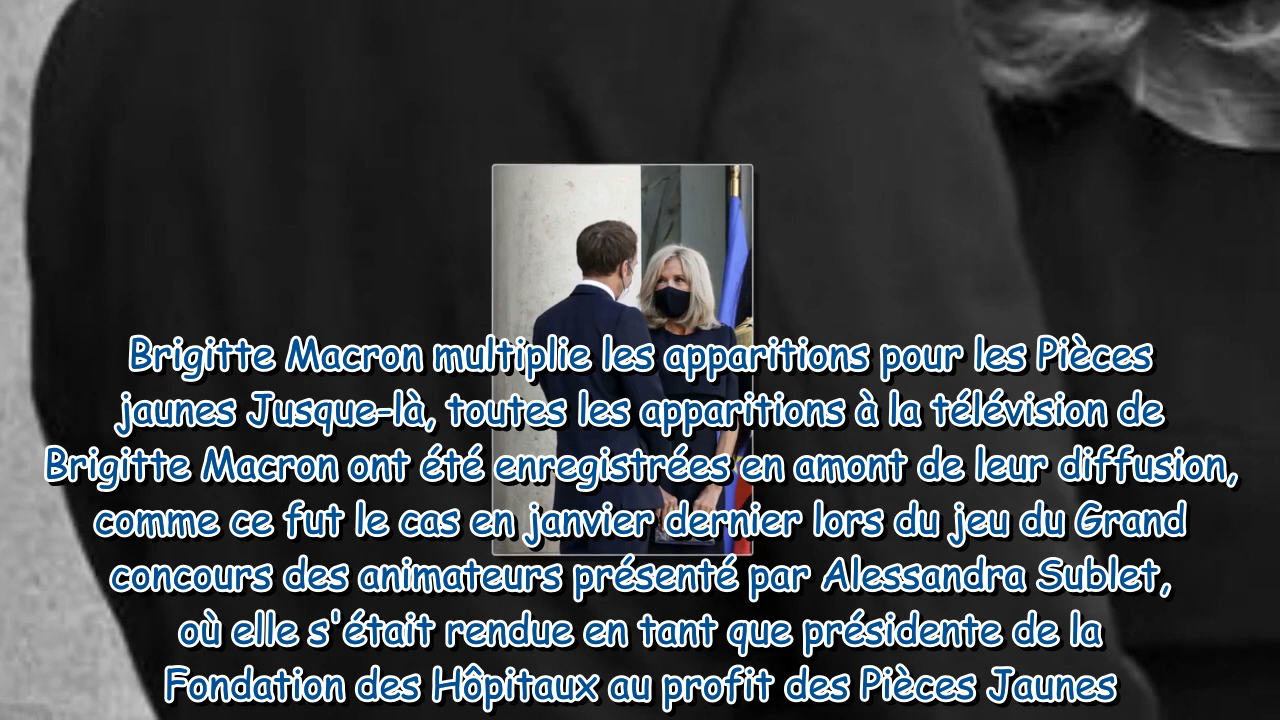 Brigitte Macron multiplie les apparitions pour les Pièces
jaunes Jusque-là, toutes les apparitions à la télévision de
Brigitte Macron ont été enregistrées en amont de leur diffusion,
comme ce fut le cas en janvier dernier lors du jeu du Grand
concours des animateurs présenté par Alessandra Sublet,
où elle s'était rendue en tant que présidente de la
Fondation des Hôpitaux au profit des Pièces Jaunes